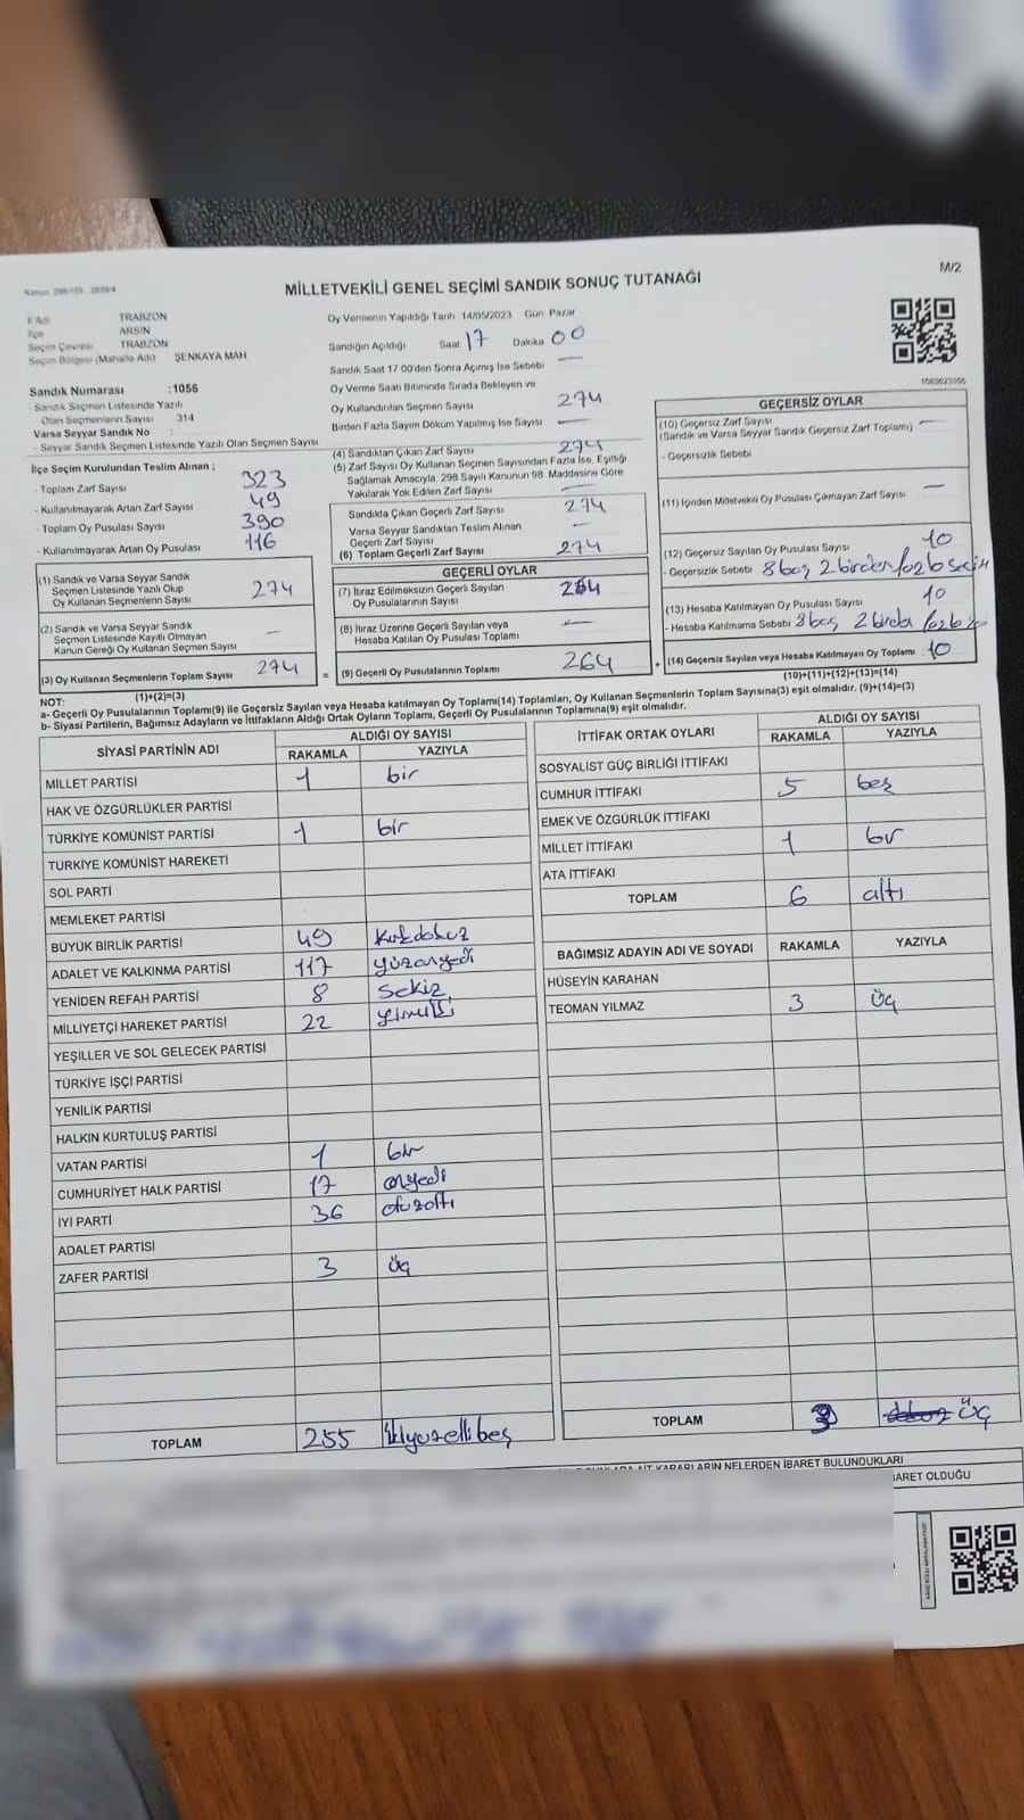 M/2
MİLLETVEKİLİ GENEL SEÇİMİ SANDIK SONUÇ TUTANAĞI
İl Adı TRABZON
İlçe ARSİN
Seçim Çevresi TRABZON
Seçim Bölgesi (Mahalle Adı) ŞENKAYA MAH
Sandık Numarası :1056
- Sandık Seçmen Listesinde Yazılı
Olan Seçmenlerin Sayısı 314
Varsa Seyyar Sandık No :
- Seyyar Sandık Seçmen Listesinde Yazılı Olan Seçmen Sayısı
Oy Vermenin Yapıldığı Tarih 14/05/2023 Gün Pazar
Sandığın Açıldığı Saat 17 Dakika 00
Sandık Saat 17.00'den Sonra Açılmış İse Sebebi —
Oy Verme Saati Bitiminde Sırada Bekleyen ve
Oy Kullandırılan Seçmen Sayısı 274
Birden Fazla Sayım Döküm Yapılmış İse Sayısı —
İlçe Seçim Kurulundan Teslim Alınan ;
- Toplam Zarf Sayısı 323
- Kullanılmayarak Artan Zarf Sayısı 49
- Toplam Oy Pusulası Sayısı 390
- Kullanılmayarak Artan Oy Pusulası 116
(4) Sandıktan Çıkan Zarf Sayısı 274
(5) Zarf Sayısı Oy Kullanan Seçmen Sayısından Fazla İse, Eşitliği
Sağlamak Amacıyla, 298 Sayılı Kanunun 98. Maddesine Göre
Yakılarak Yok Edilen Zarf Sayısı —
Sandıkta Çıkan Geçerli Zarf Sayısı 274
Varsa Seyyar Sandıktan Teslim Alınan
Geçerli Zarf Sayısı —
(6) Toplam Geçerli Zarf Sayısı 274
GEÇERSİZ OYLAR
(10) Geçersiz Zarf Sayısı
(Sandık ve Varsa Seyyar Sandık Geçersiz Zarf Toplamı) —
- Geçersizlik Sebebi
(11) İçinden Milletvekili Oy Pusulası Çıkmayan Zarf Sayısı —
(12) Geçersiz Sayılan Oy Pusulası Sayısı 10
- Geçersizlik Sebebi 8 boş 2 birden fazla seçim
(13) Hesaba Katılmayan Oy Pusulası Sayısı 10
- Hesaba Katılmama Sebebi 8 boş 2 birden fazla
(14) Geçersiz Sayılan veya Hesaba Katılmayan Oy Toplamı 10
(10)+(11)+(12)+(13)=(14)
(1) Sandık ve Varsa Seyyar Sandık
Seçmen Listesinde Yazılı Olup
Oy Kullanan Seçmenlerin Sayısı 274
(2) Sandık ve Varsa Seyyar Sandık
Seçmen Listesinde Kayıtlı Olmayan
Kanun Gereği Oy Kullanan Seçmen Sayısı —
(3) Oy Kullanan Seçmenlerin Toplam Sayısı 274 =
(1)+(2)=(3)
GEÇERLİ OYLAR
(7) İtiraz Edilmeksizin Geçerli Sayılan
Oy Pusulalarının Sayısı 264
(8) İtiraz Üzerine Geçerli Sayılan veya
Hesaba Katılan Oy Pusulası Toplamı —
(9) Geçerli Oy Pusulalarının Toplamı 264 +
NOT:
a- Geçerli Oy Pusulalarının Toplamı(9) ile Geçersiz Sayılan veya Hesaba katılmayan Oy Toplamı(14) Toplamları, Oy Kullanan Seçmenlerin Toplam Sayısına(3) eşit olmalıdır. (9)+(14)=(3)
b- Siyasi Partilerin, Bağımsız Adayların ve İttifakların Aldığı Ortak Oyların Toplamı, Geçerli Oy Pusulalarının Toplamına(9) eşit olmalıdır.
SİYASİ PARTİNİN ADI ALDIĞI OY SAYISI
RAKAMLA YAZIYLA
MİLLET PARTİSİ 1 bir
HAK VE ÖZGÜRLÜKLER PARTİSİ
TÜRKİYE KOMÜNİST PARTİSİ 1 bir
TÜRKİYE KOMÜNİST HAREKETİ
SOL PARTİ
MEMLEKET PARTİSİ
BÜYÜK BİRLİK PARTİSİ 49 kırkdokuz
ADALET VE KALKINMA PARTİSİ 117 yüzonyedi
YENİDEN REFAH PARTİSİ 8 sekiz
MİLLİYETÇİ HAREKET PARTİSİ 22 yirmiiki
YEŞİLLER VE SOL GELECEK PARTİSİ
TÜRKİYE İŞÇİ PARTİSİ
YENİLİK PARTİSİ
HALKIN KURTULUŞ PARTİSİ
VATAN PARTİSİ 1 bir
CUMHURİYET HALK PARTİSİ 17 onyedi
İYİ PARTİ 36 otuzaltı
ADALET PARTİSİ
ZAFER PARTİSİ 3 üç
TOPLAM 255 ikiyüzellibeş
İTTİFAK ORTAK OYLARI ALDIĞI OY SAYISI
RAKAMLA YAZIYLA
SOSYALİST GÜÇ BİRLİĞİ İTTİFAKI
CUMHUR İTTİFAKI 5 beş
EMEK VE ÖZGÜRLÜK İTTİFAKI
MİLLET İTTİFAKI 1 bir
ATA İTTİFAKI
TOPLAM 6 altı
BAĞIMSIZ ADAYIN ADI VE SOYADI RAKAMLA YAZIYLA
HÜSEYİN KARAHAN
TEOMAN YILMAZ 3 üç
TOPLAM 3 üç
KARARLARIN NELERDEN İBARET BULUNDUKLARI
İBARET OLDUĞU